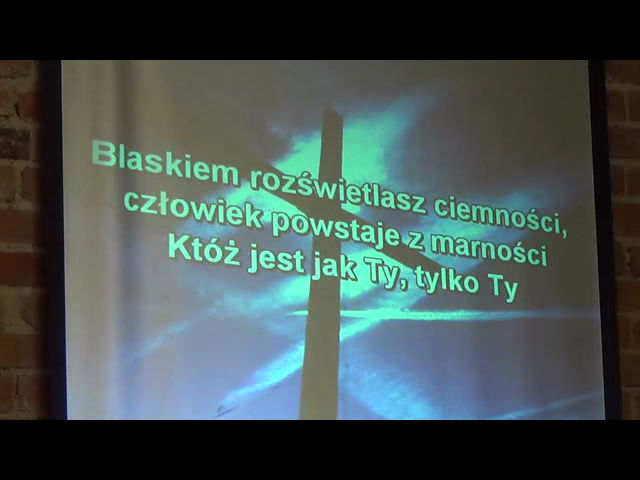 Blaskiem rozświetlasz ciemności,
człowiek powstaje z marności
Któż jest jak Ty, tylko Ty